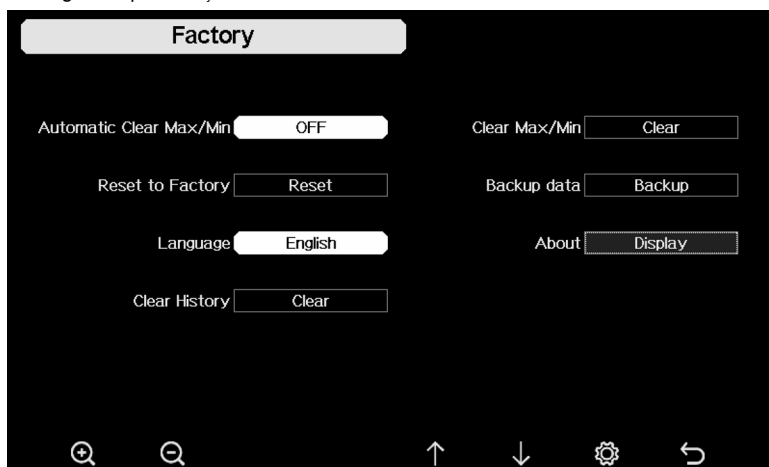 Factory
Automatic Clear Max/Min OFF
Clear Max/Min Clear
Reset to Factory Reset
Backup data Backup
Language English
About Display
Clear History Clear